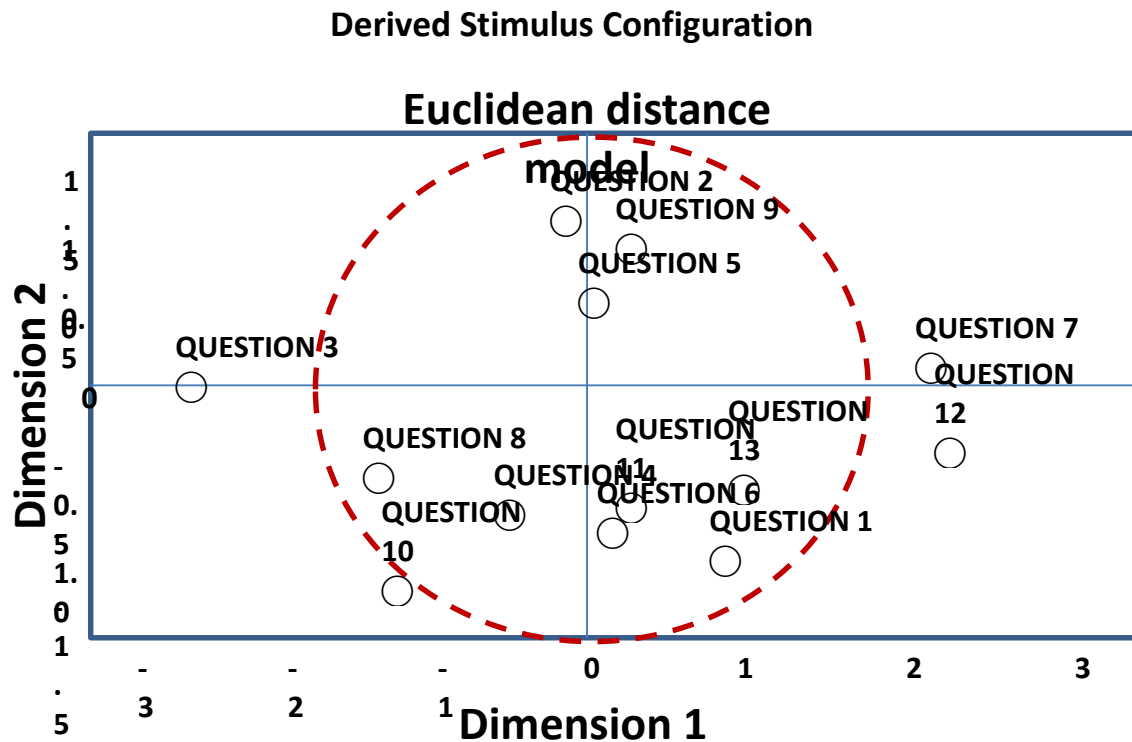 Derived Stimulus Configuration
Euclidean distance
model
QUESTION 2
QUESTION 9
QUESTION 5
QUESTION 7
QUESTION 3
QUESTION
12
QUESTION
13
QUESTION
11
QUESTION 8
QUESTION 4
QUESTION 6
QUESTION
10
QUESTION 1
Dimension 2
1
.
5
1.
0
0.
5
0
-
0.
5
-
1.
0
-
1
.
5
-
3
-
2
-
1
0
1
2
3
Dimension 1